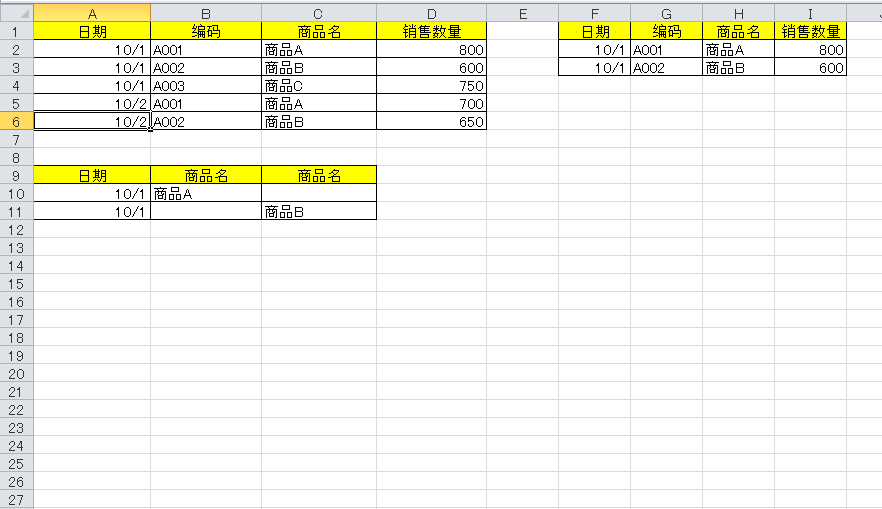 A B C D E F G H I
1 日期 编码 商品名 销售数量 日期 编码 商品名 销售数量
2 10/1 A001 商品A 800 10/1 A001 商品A 800
3 10/1 A002 商品B 600 10/1 A002 商品B 600
4 10/1 A003 商品C 750
5 10/2 A001 商品A 700
6 10/2 A002 商品B 650
7
8
9 日期 商品名 商品名
10 10/1 商品A
11 10/1 商品B
12
13
14
15
16
17
18
19
20
21
22
23
24
25
26
27